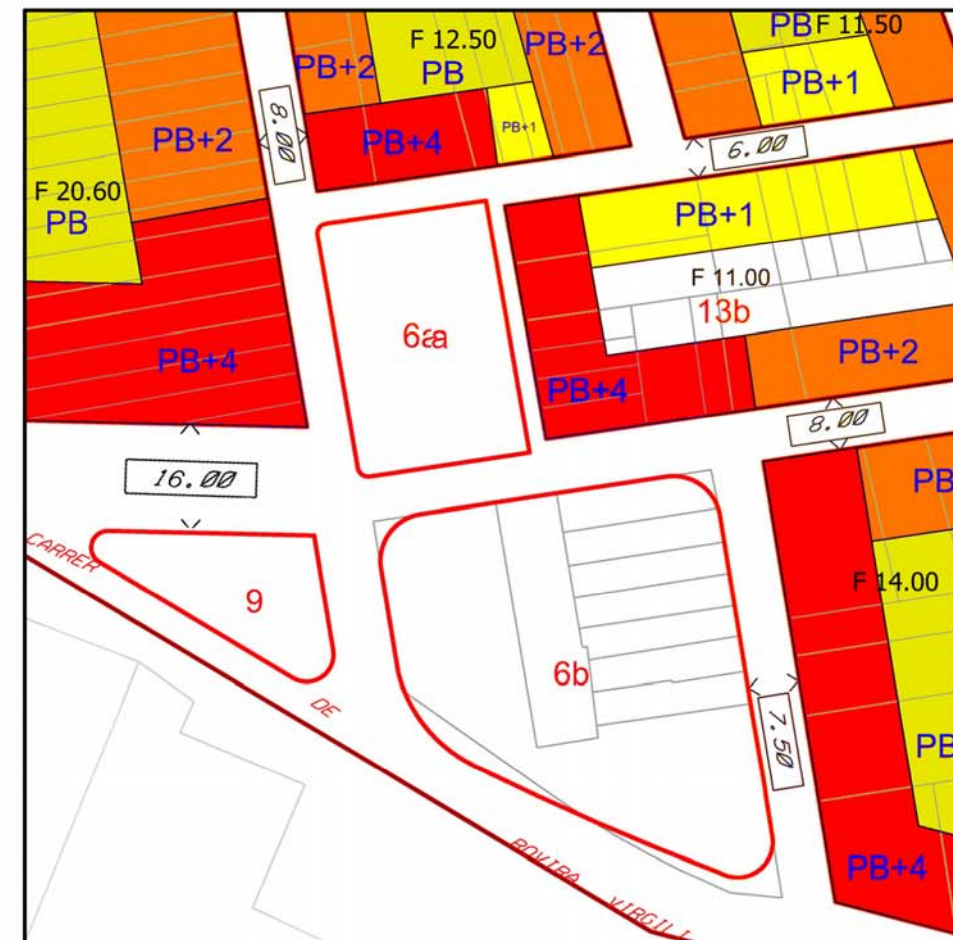 PB F 11.50
F 12.50
PB+2
PB+2
PB
PB+1
8.00
PB+1
PB+2
PB+4
6.00
F 20.60
PB
PB+1
F 11.00
13b
6a
PB+4
PB+4
PB+2
8.00
16.00
PB
CARRER
F 14.00
9
6b
DE
7.50
PB
ROVIRA
PB+4
VIRGILI